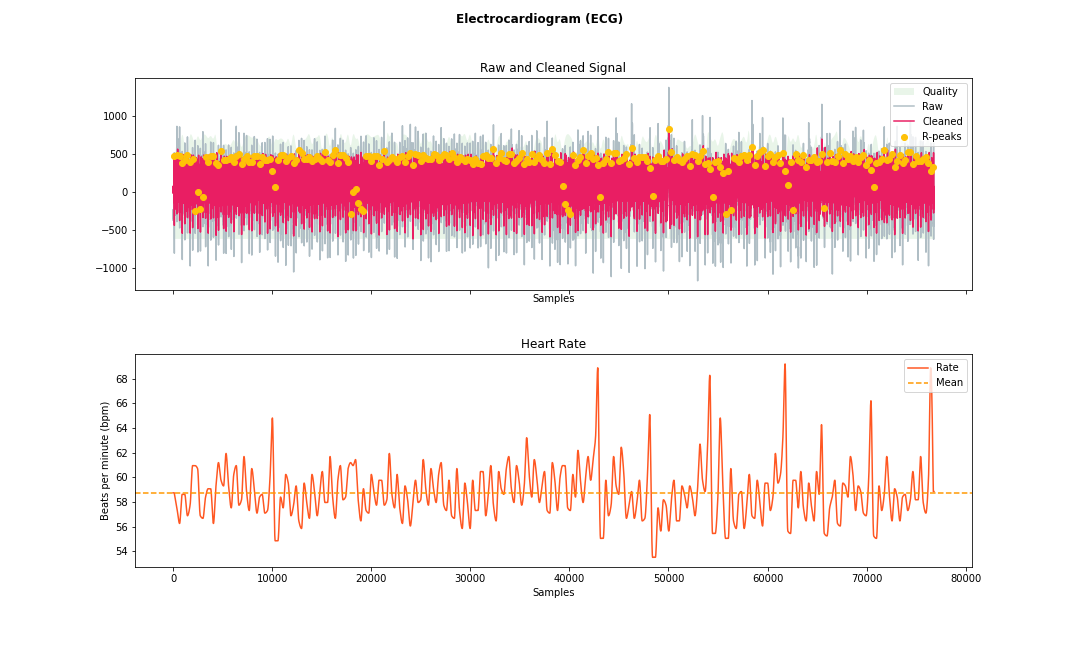 Electrocardiogram (ECG)
Raw and Cleaned Signal
Quality
Raw
Cleaned
R-peaks
1000
500
0
−500
−1000
Samples
Heart Rate
Rate
Mean
Beats per minute (bpm)
68
66
64
62
60
58
56
54
0 10000 20000 30000 40000 50000 60000 70000 80000
Samples